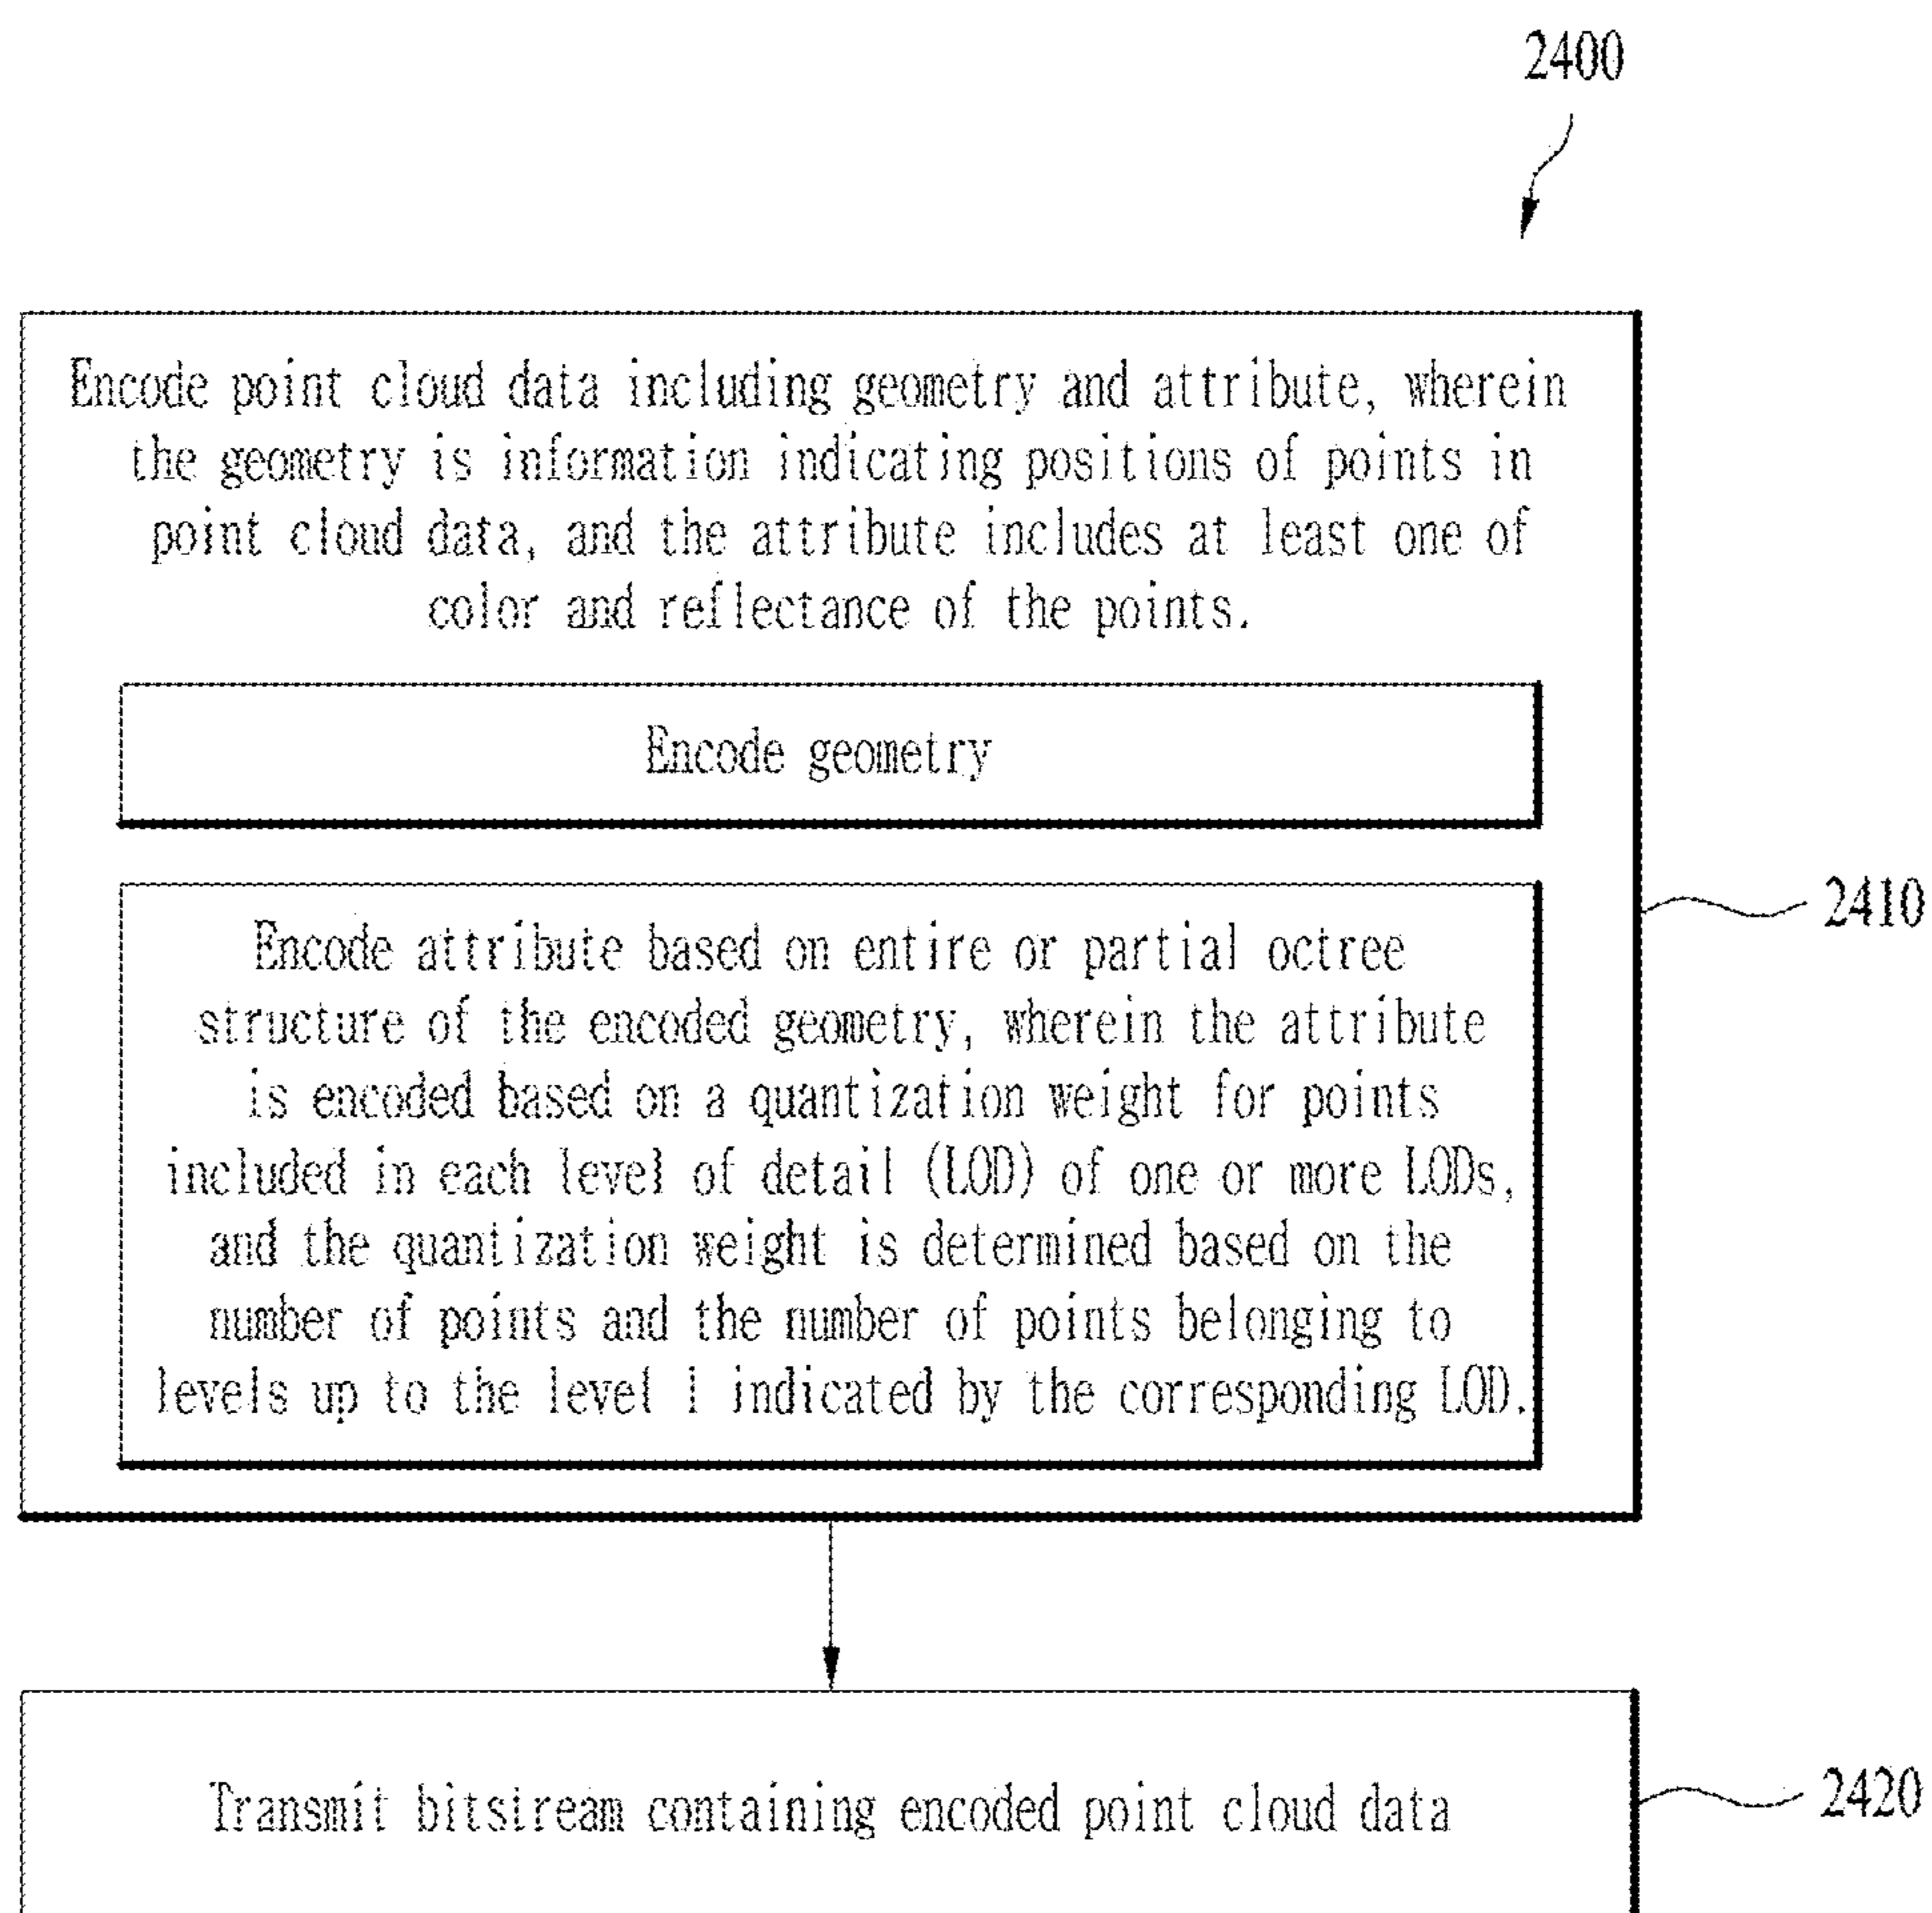 2400
Encode point cloud data including geometry and attribute, wherein
the geometry is information indicating positions of points in
point cloud data, and the attribute includes at least one of
color and reflectance of the points.
Encode geometry
2410
Encode attribute based on entire or partial octree
structure of the encoded geometry, wherein the attribute
is encoded based on a quantization weight for points
included in each level of detail (LOD) of one or more LODs,
and the quantization weight is determined based on the
number of points and the number of points belonging to
levels up to the level l indicated by the corresponding LOD.
Transmit bitstream containing encoded point cloud data
2420